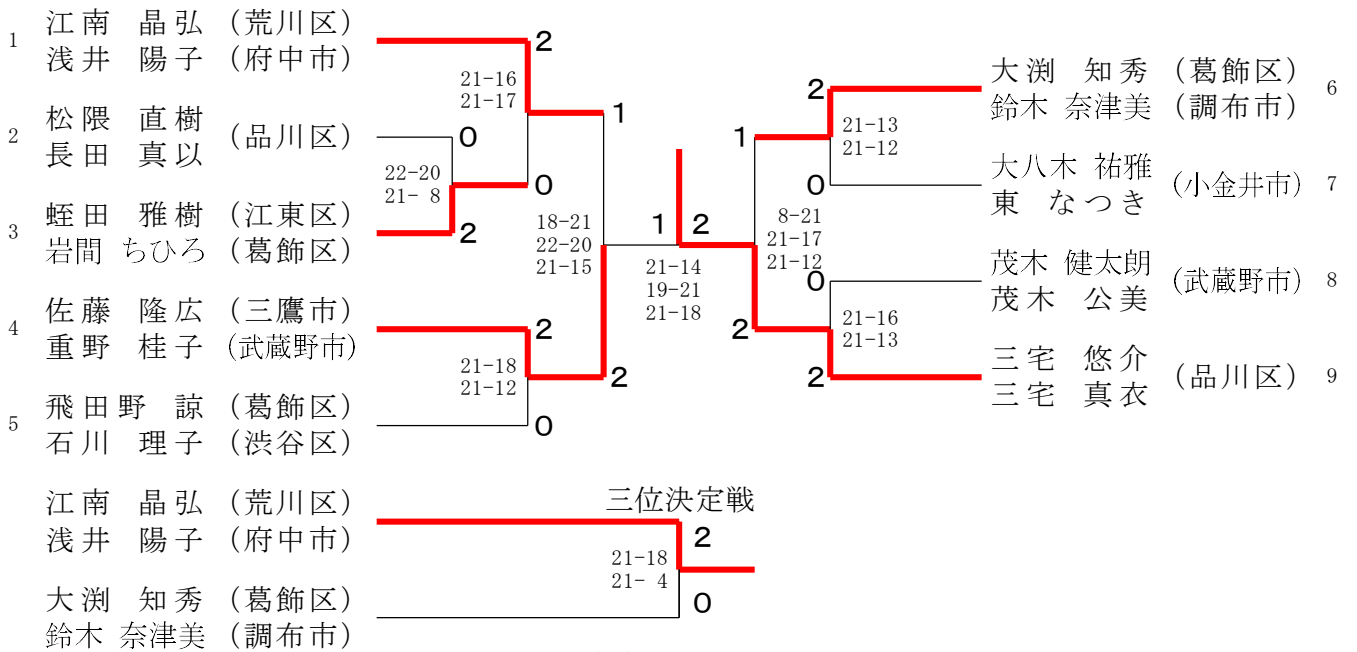 1 江南 晶弘 (荒川区)
浅井 陽子 (府中市)
2 松隈 直樹
長田 真以 (品川区)
3 蛭田 雅樹 (江東区)
岩間 ちひろ (葛飾区)
4 佐藤 隆広 (三鷹市)
重野 桂子 (武蔵野市)
5 飛田野 諒 (葛飾区)
石川 理子 (渋谷区)
2
21-16
21-17
1
0
22-20
21- 8
0
2
18-21
22-20
21-15
2
21-18
21-12
2
0
1 2
21-14
19-21
21-18
2
1
21-13
21-12
0
8-21
21-17
21-12
0
2
21-16
21-13
2
大渕 知秀 (葛飾区)
鈴木 奈津美 (調布市) 6
大八木 祐雅
東 なつき (小金井市) 7
茂木 健太朗
茂木 公美 (武蔵野市) 8
三宅 悠介
三宅 真衣 (品川区) 9
三位決定戦
江南 晶弘 (荒川区)
浅井 陽子 (府中市)
2
21-18
21- 4
0
大渕 知秀 (葛飾区)
鈴木 奈津美 (調布市)